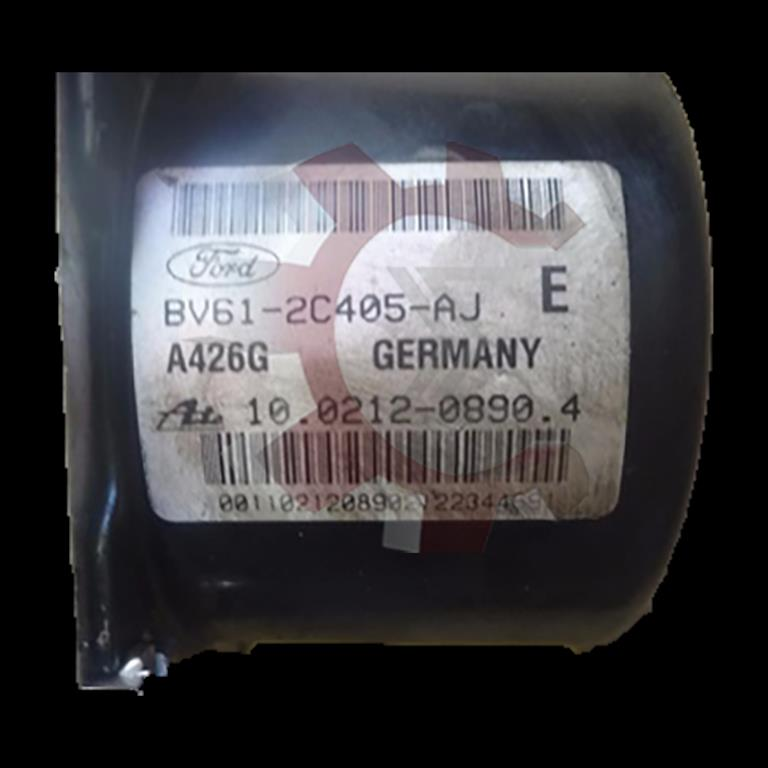 Ford
E
BV61-2C405-AJ
A426G GERMANY
Ate 10.0212-0890.4